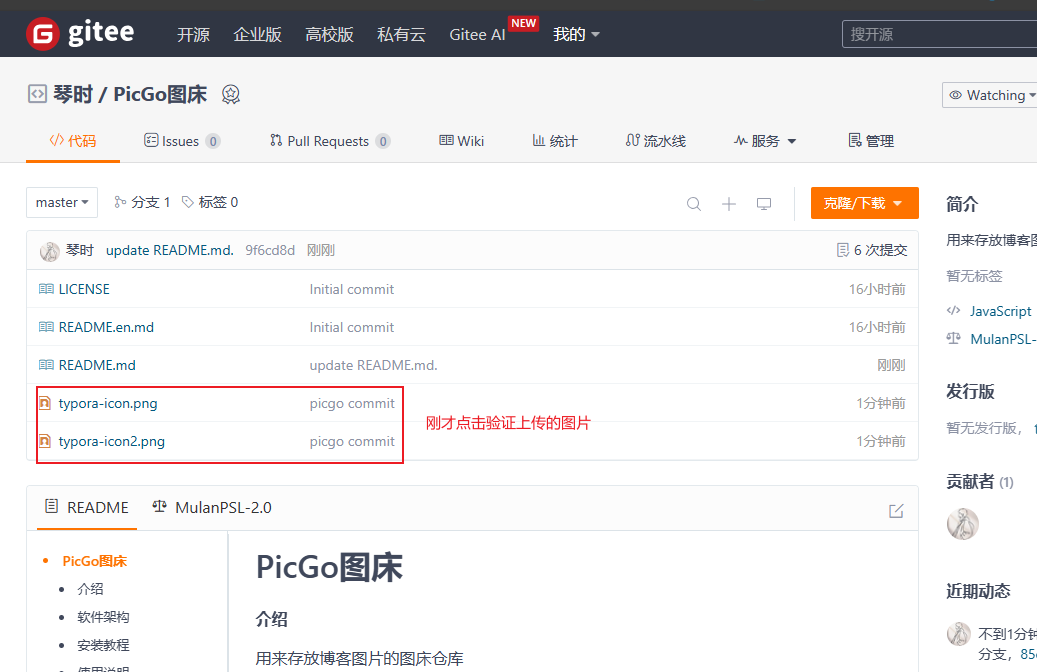 gitee 开源 企业版 高校版 私有云 Gitee AI NEW 我的 搜开源
琴时 / PicGo图床 Watching
代码 Issues 0 Pull Requests 0 Wiki 统计 流水线 服务 管理
master 分支 1 标签 0 克隆/下载
琴时 update README.md. 9f6cd8d 刚刚 6 次提交
LICENSE Initial commit 16小时前
README.en.md Initial commit 16小时前
README.md update README.md. 刚刚
typora-icon.png picgo commit 1分钟前
刚才点击验证上传的图片
typora-icon2.png picgo commit 1分钟前
README MulanPSL-2.0
PicGo图床
介绍
软件架构
安装教程
使用说明
PicGo图床
介绍
用来存放博客图片的图床仓库
简介
用来存放博客图
暂无标签
JavaScript
MulanPSL-
发行版
暂无发行版,
贡献者 (1)
近期动态
不到1分钟
分支,